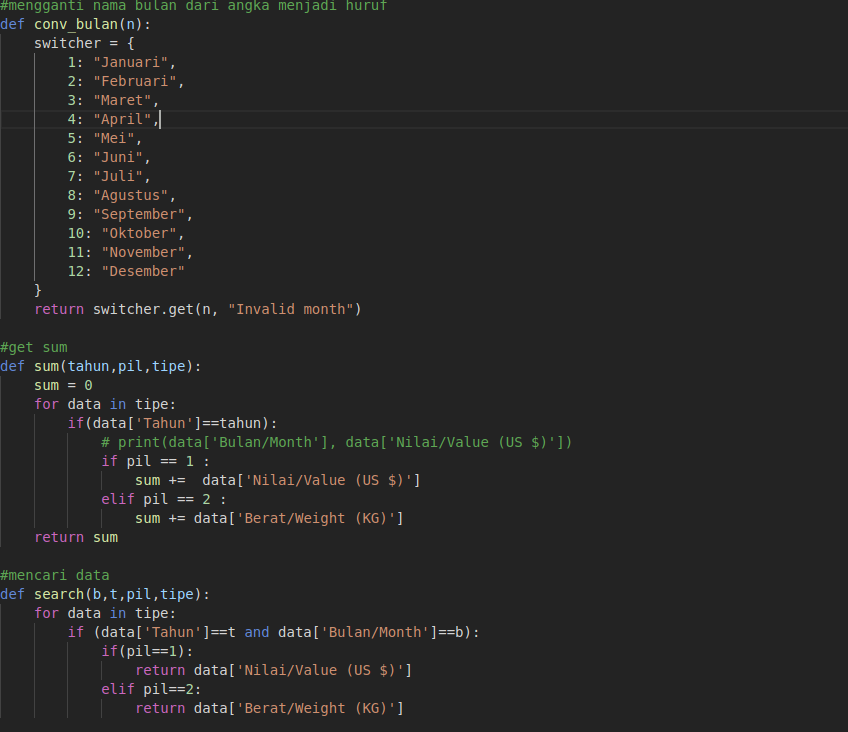 #mengganti nama bulan dari angka menjadi huruf
def conv_bulan(n):
    switcher = {
        1: "Januari",
        2: "Februari",
        3: "Maret",
        4: "April",
        5: "Mei",
        6: "Juni",
        7: "Juli",
        8: "Agustus",
        9: "September",
        10: "Oktober",
        11: "November",
        12: "Desember"
    }
    return switcher.get(n, "Invalid month")

#get sum
def sum(tahun,pil,tipe):
    sum = 0
    for data in tipe:
        if(data['Tahun']==tahun):
            # print(data['Bulan/Month'], data['Nilai/Value (US $)'])
            if pil == 1 :
                sum +=  data['Nilai/Value (US $)']
            elif pil == 2 :
                sum += data['Berat/Weight (KG)']
    return sum

#mencari data
def search(b,t,pil,tipe):
    for data in tipe:
        if (data['Tahun']==t and data['Bulan/Month']==b):
            if(pil==1):
                return data['Nilai/Value (US $)']
            elif pil==2:
                return data['Berat/Weight (KG)']